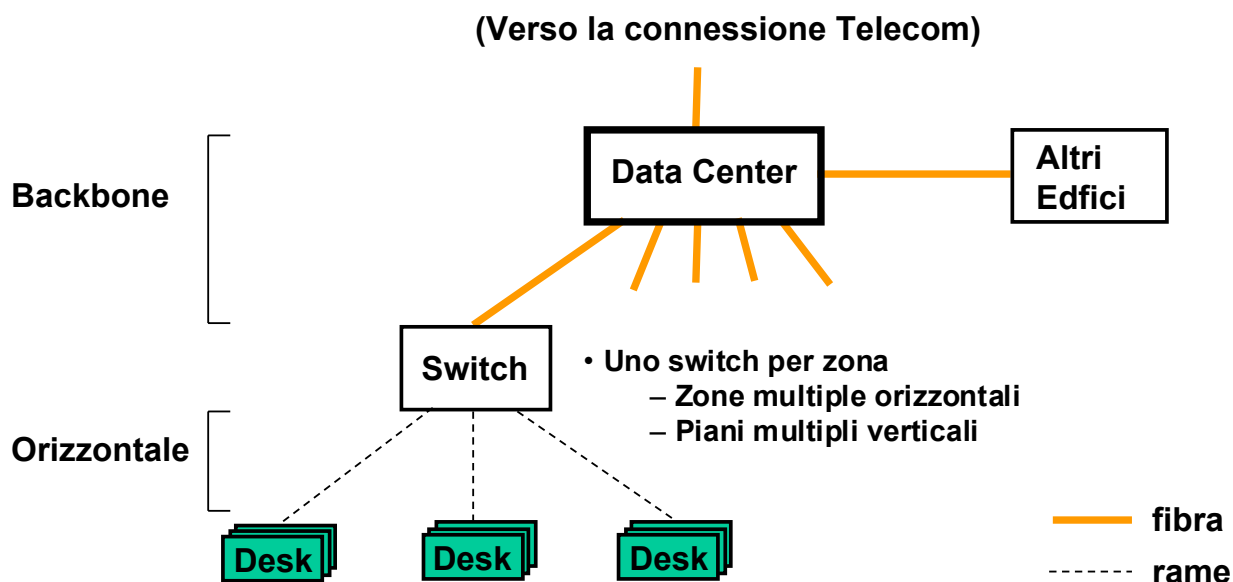 (Verso la connessione Telecom)
Data Center
Altri
Edfici
Backbone
Switch
• Uno switch per zona
– Zone multiple orizzontali
– Piani multipli verticali
Orizzontale
Desk
Desk
Desk
fibra
rame